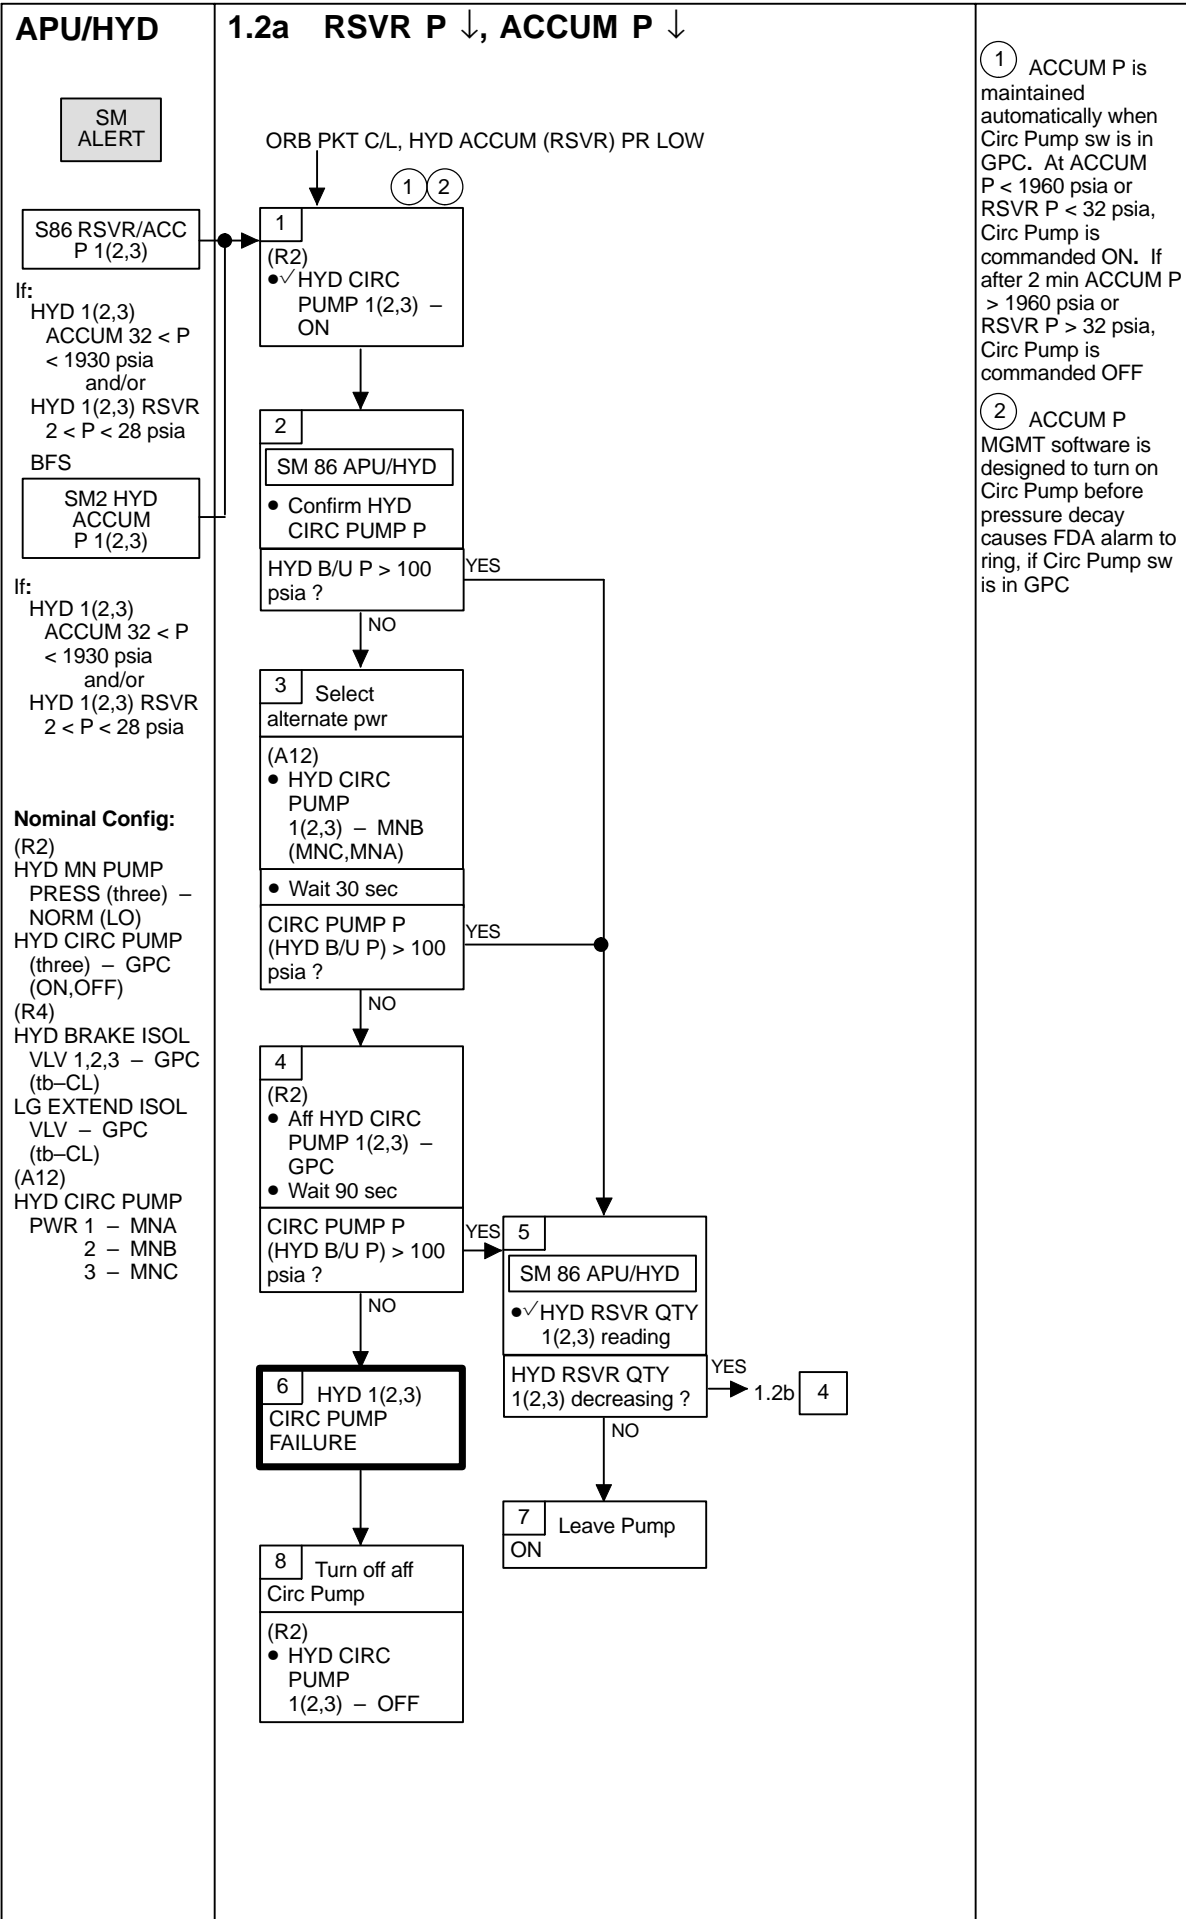 APU/HYD
1.2a RSVR P ↓, ACCUM P ↓
SM
ALERT
S86 RSVR/ACC
P 1(2,3)
If:
HYD 1(2,3)
ACCUM 32 < P
< 1930 psia
and/or
HYD 1(2,3) RSVR
2 < P < 28 psia
BFS
SM2 HYD
ACCUM
P 1(2,3)
If:
HYD 1(2,3)
ACCUM 32 < P
< 1930 psia
and/or
HYD 1(2,3) RSVR
2 < P < 28 psia
Nominal Config:
(R2)
HYD MN PUMP
PRESS (three) –
NORM (LO)
HYD CIRC PUMP
(three) – GPC
(ON,OFF)
(R4)
HYD BRAKE ISOL
VLV 1,2,3 – GPC
(tb–CL)
LG EXTEND ISOL
VLV – GPC
(tb–CL)
(A12)
HYD CIRC PUMP
PWR 1 – MNA
2 – MNB
3 – MNC
ORB PKT C/L, HYD ACCUM (RSVR) PR LOW
1 2
1
(R2)
●√ HYD CIRC
PUMP 1(2,3) –
ON
2
SM 86 APU/HYD
● Confirm HYD
CIRC PUMP P
HYD B/U P > 100
psia ?
YES
NO
3 Select
alternate pwr
(A12)
● HYD CIRC
PUMP
1(2,3) – MNB
(MNC,MNA)
● Wait 30 sec
CIRC PUMP P
(HYD B/U P) > 100
psia ?
YES
NO
4
(R2)
● Aff HYD CIRC
PUMP 1(2,3) –
GPC
● Wait 90 sec
CIRC PUMP P
(HYD B/U P) > 100
psia ?
YES
NO
5
SM 86 APU/HYD
●√ HYD RSVR QTY
1(2,3) reading
HYD RSVR QTY
1(2,3) decreasing ?
YES
1.2b 4
NO
6 HYD 1(2,3)
CIRC PUMP
FAILURE
7 Leave Pump
ON
8 Turn off aff
Circ Pump
(R2)
● HYD CIRC
PUMP
1(2,3) – OFF
1 ACCUM P is
maintained
automatically when
Circ Pump sw is in
GPC. At ACCUM
P < 1960 psia or
RSVR P < 32 psia,
Circ Pump is
commanded ON. If
after 2 min ACCUM P
> 1960 psia or
RSVR P > 32 psia,
Circ Pump is
commanded OFF
2 ACCUM P
MGMT software is
designed to turn on
Circ Pump before
pressure decay
causes FDA alarm to
ring, if Circ Pump sw
is in GPC